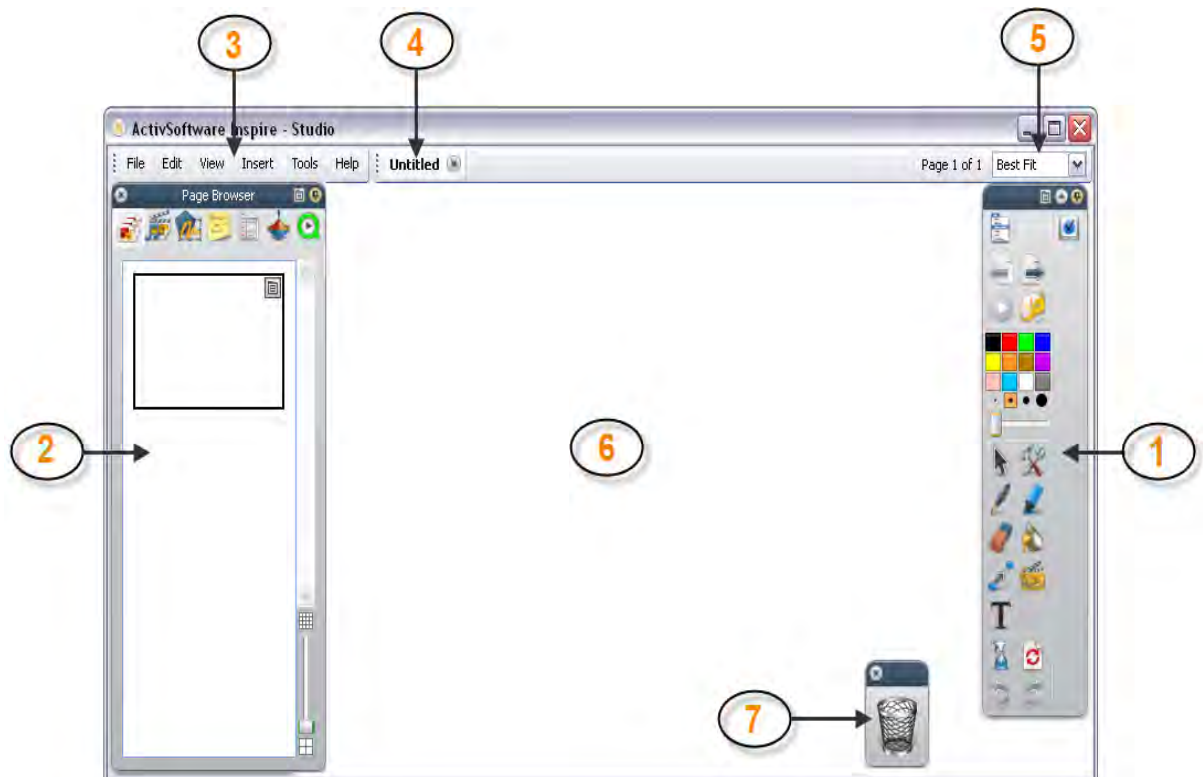 3 4 5
ActivSoftware Inspire - Studio
File Edit View Insert Tools Help Untitled Page 1 of 1 Best Fit
Page Browser
2 6 1
T
7